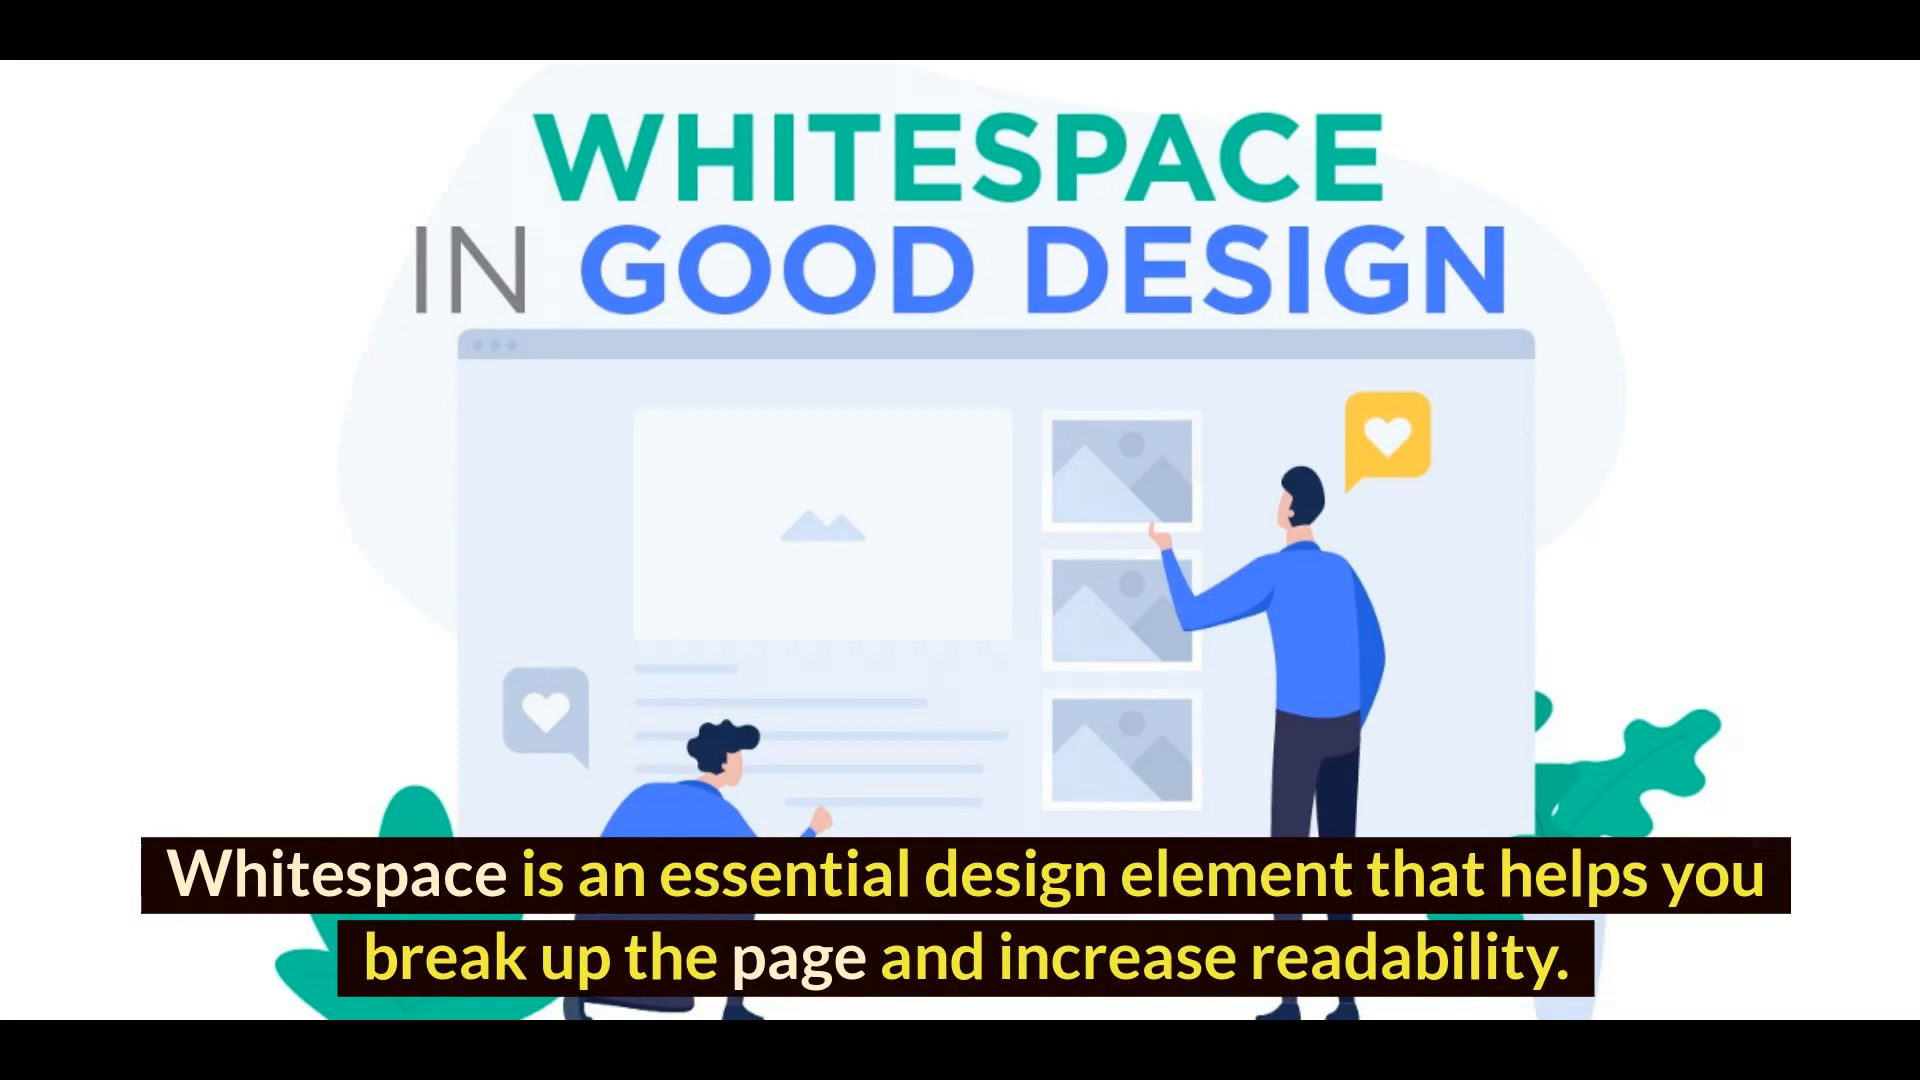 WHITESPACE
IN GOOD DESIGN
Whitespace is an essential design element that helps you
break up the page and increase readability.